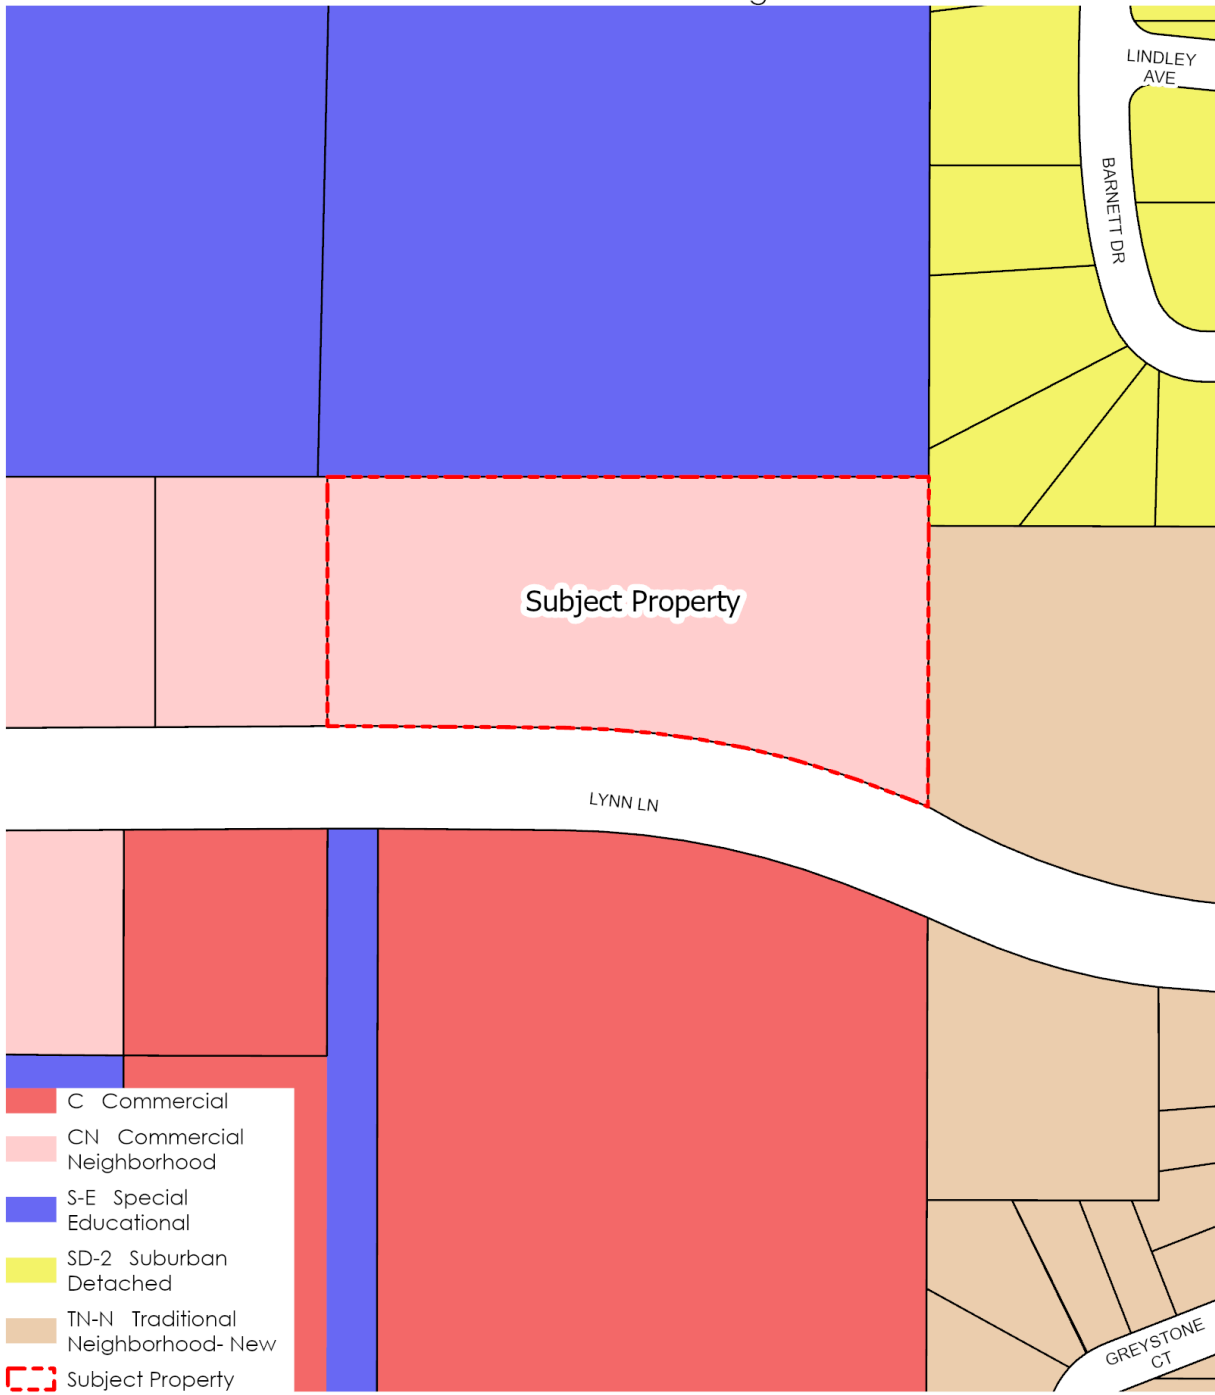 LINDLEY
AVE
BARNETT DR
Subject Property
LYNN LN
C Commercial
CN Commercial
Neighborhood
S-E Special
Educational
SD-2 Suburban
Detached
TN-N Traditional
Neighborhood- New
Subject Property
GREYSTONE
CT